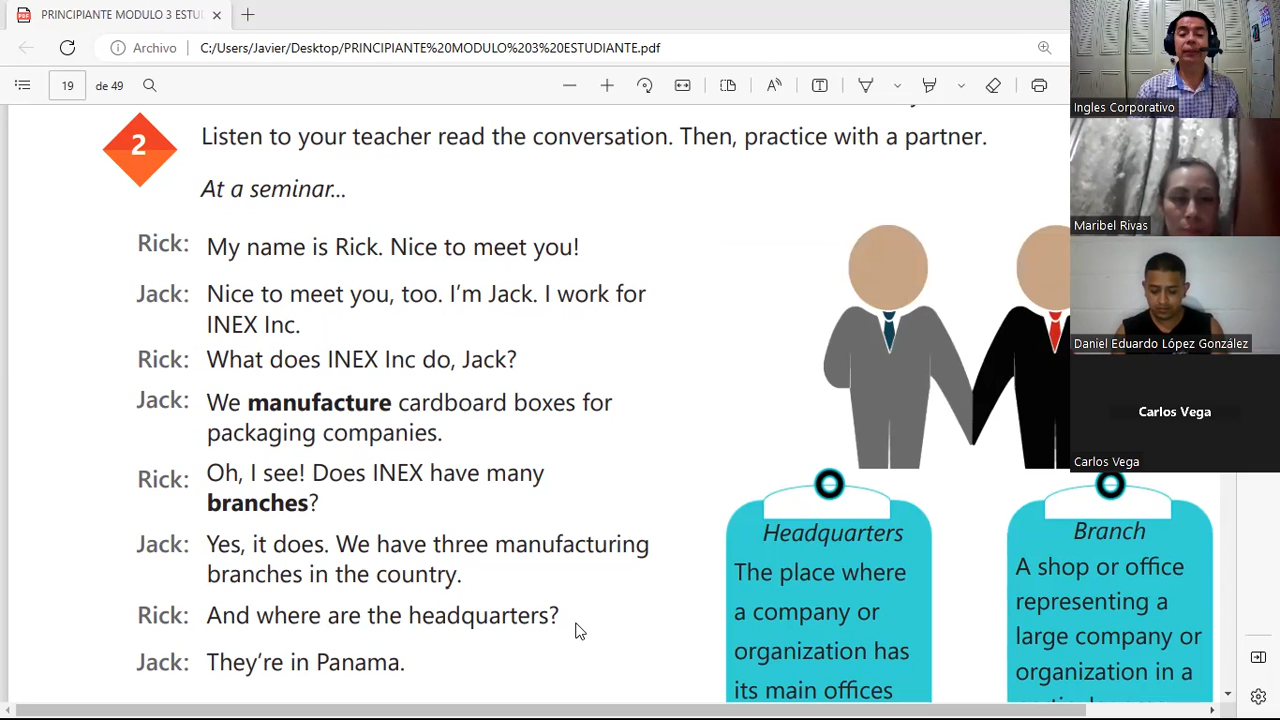 PRINCIPIANTE MODULO 3 ESTU
Archivo
C:/Users/Javier/Desktop/PRINCIPIANTE%20MODULO%203%20ESTUDIANTE.pdf
19
de 49
2
Listen to your teacher read the conversation. Then, practice with a partner.
At a seminar...
Rick: My name is Rick. Nice to meet you!
Jack: Nice to meet you, too. I'm Jack. I work for
INEX Inc.
Rick: What does INEX Inc do, Jack?
Jack: We manufacture cardboard boxes for
packaging companies.
Rick: Oh, I see! Does INEX have many
branches?
Jack: Yes, it does. We have three manufacturing
branches in the country.
Rick: And where are the headquarters?
Jack: They're in Panama.
Headquarters
The place where
a company or
organization has
its main offices
Branch
A shop or office
representing a
large company or
organization in a
Ingles Corporativo
Maribel Rivas
Daniel Eduardo López González
Carlos Vega
Carlos Vega